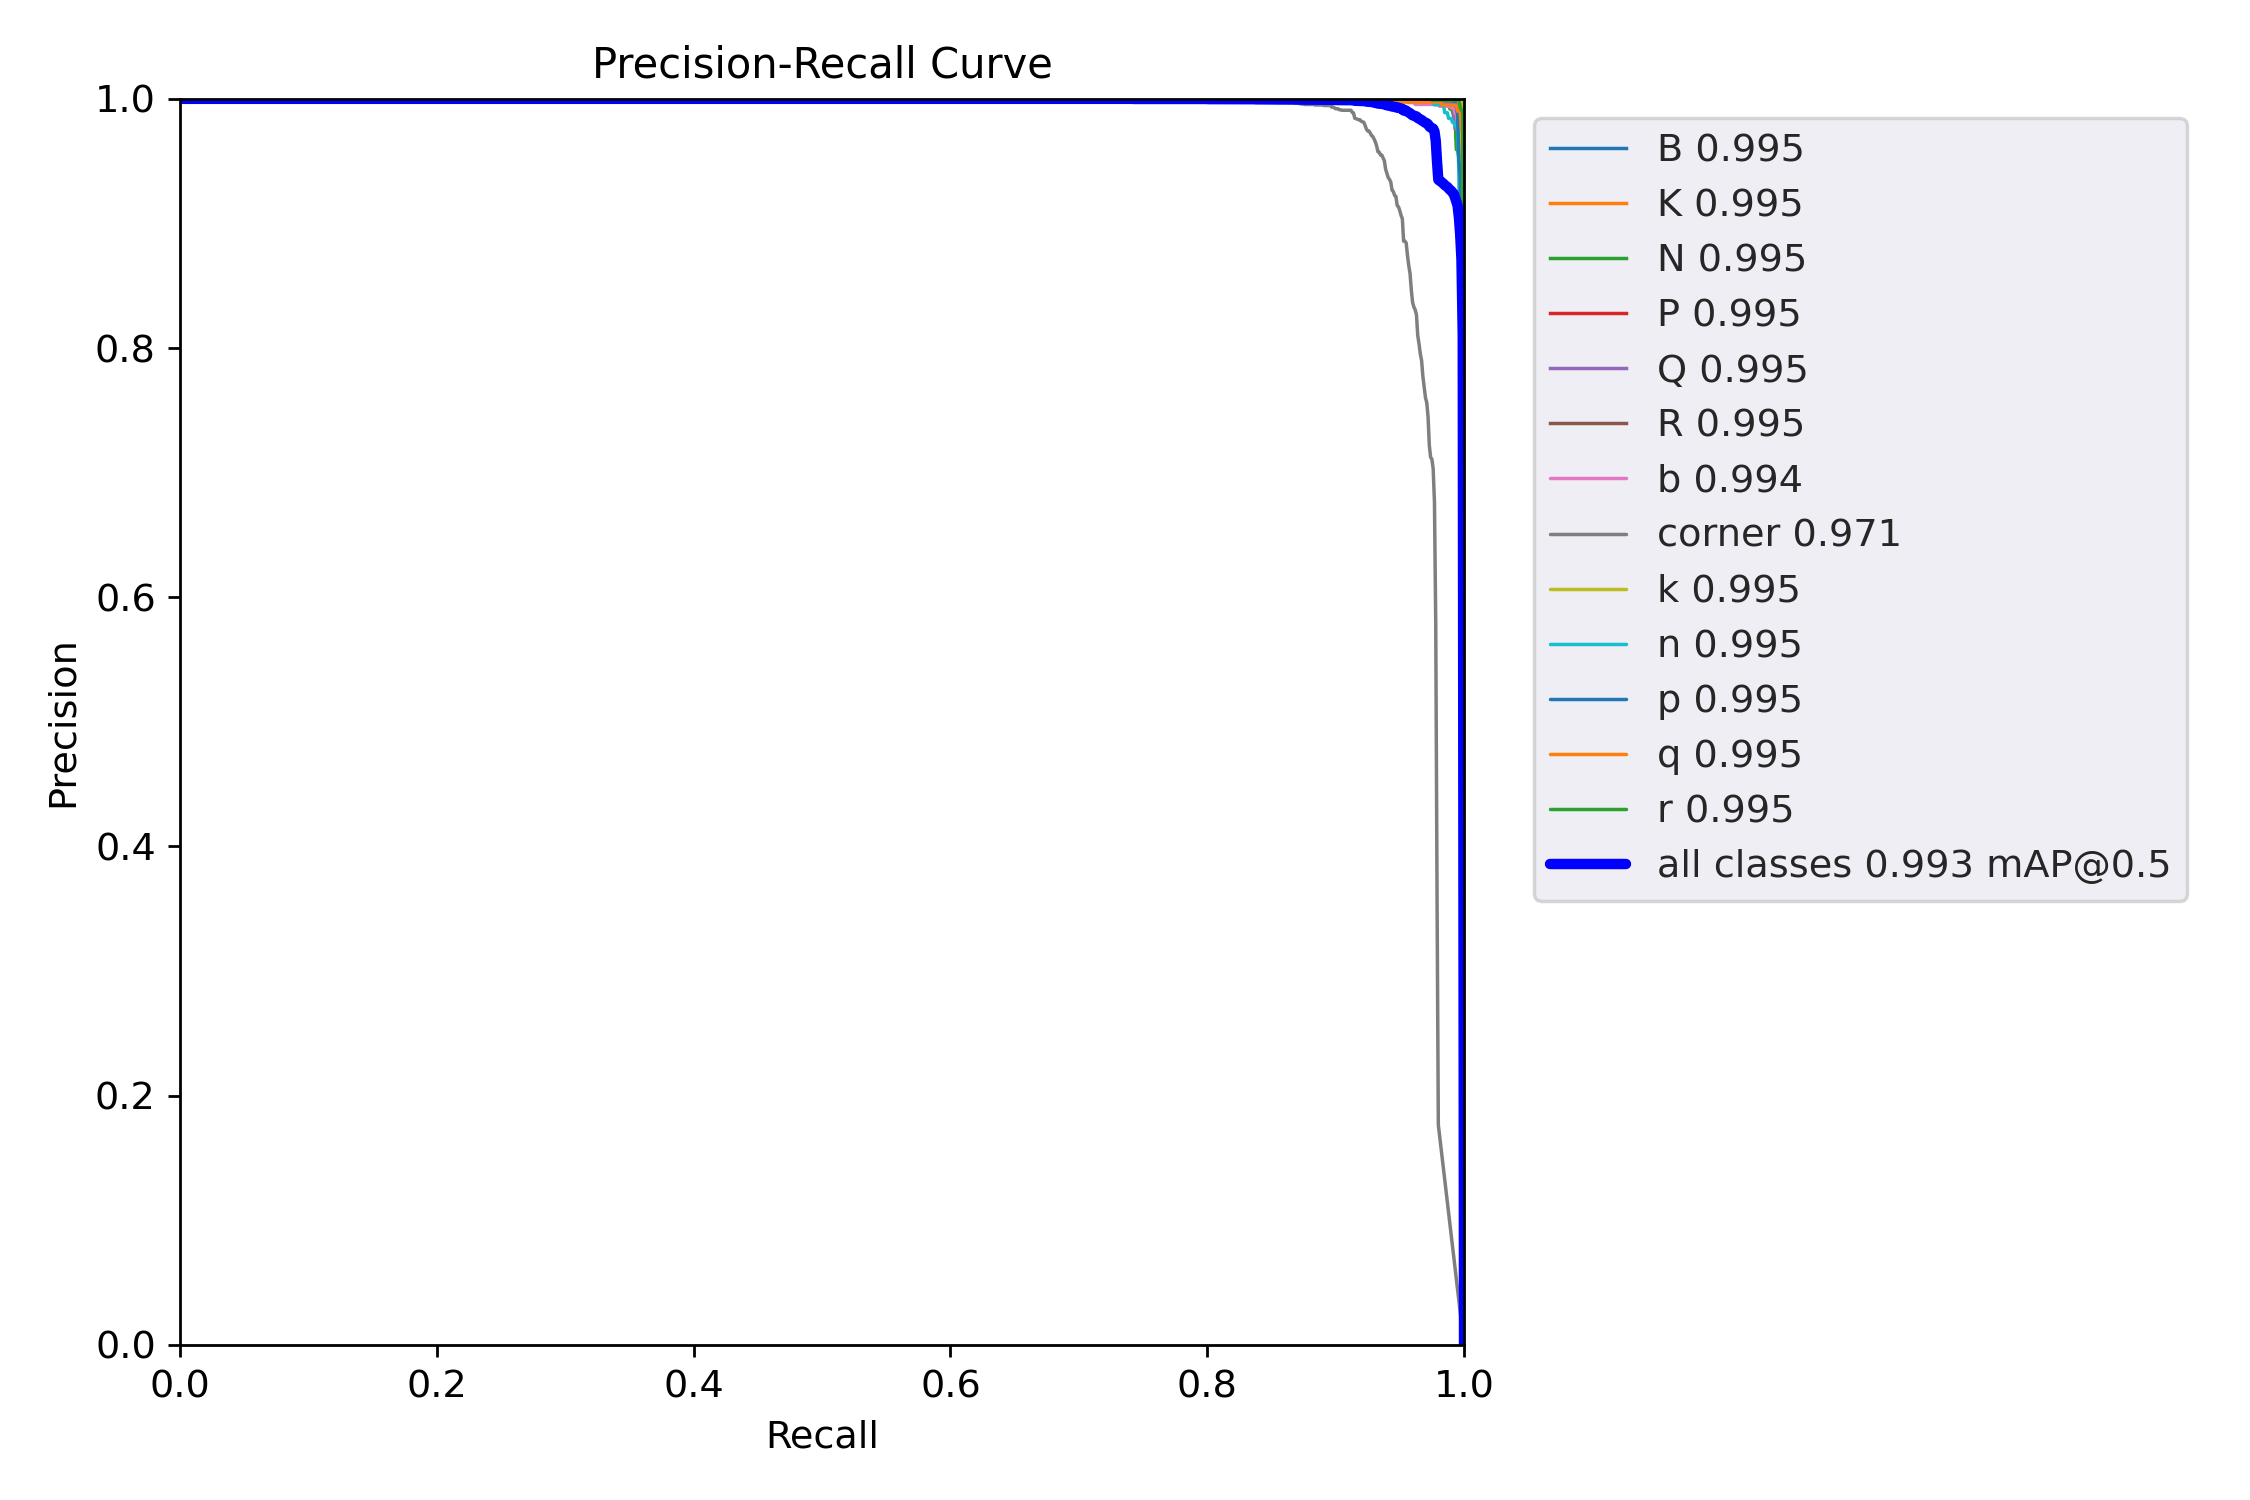 Precision-Recall Curve
1.0
0.8
0.6
0.4
0.2
0.0
Precision
0.0 0.2 0.4 0.6 0.8 1.0
Recall
B 0.995
K 0.995
N 0.995
P 0.995
Q 0.995
R 0.995
b 0.994
corner 0.971
k 0.995
n 0.995
p 0.995
q 0.995
r 0.995
all classes 0.993 mAP@0.5